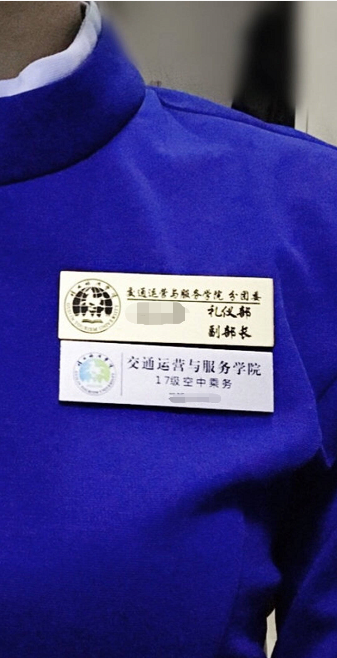 交通运营与服务学院 分团委
礼仪部
副部长
交通运营与服务学院
17级空中乘务